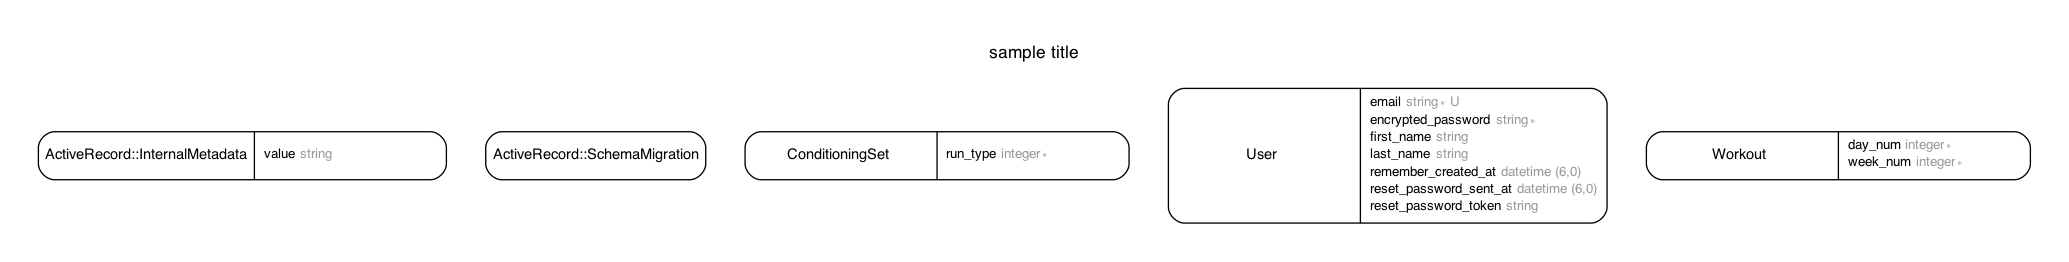 sample title
ActiveRecord::InternalMetadata
value string
ActiveRecord::SchemaMigration
ConditioningSet
run_type integer *
User
email string * U
encrypted_password string *
first_name string
last_name string
remember_created_at datetime (6,0)
reset_password_sent_at datetime (6,0)
reset_password_token string
Workout
day_num integer *
week_num integer *